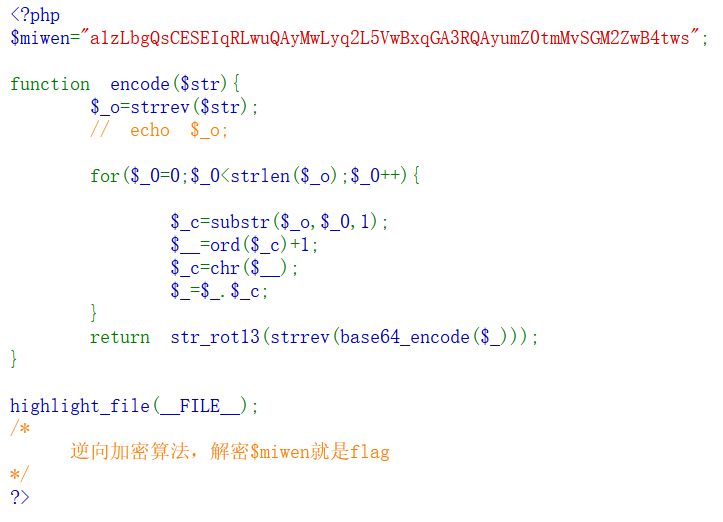 <?php
$miwen="a1zLbgQsCESEIqRLwuQAyMwLyq2L5VwBxqGA3RQAyumZ0tmMvSGM2ZwB4tws";
function encode($str){
$_o=strrev($str);
// echo $_o;
for($_0=0;$_0<strlen($_o);$_0++){
$_c=substr($_o,$_0,1);
$__=ord($_c)+1;
$_c=chr($__);
$_=$_.$_c;
}
return str_rot13(strrev(base64_encode($_)));
}
highlight_file(__FILE__);
/*
逆向加密算法，解密$miwen就是flag
*/
?>